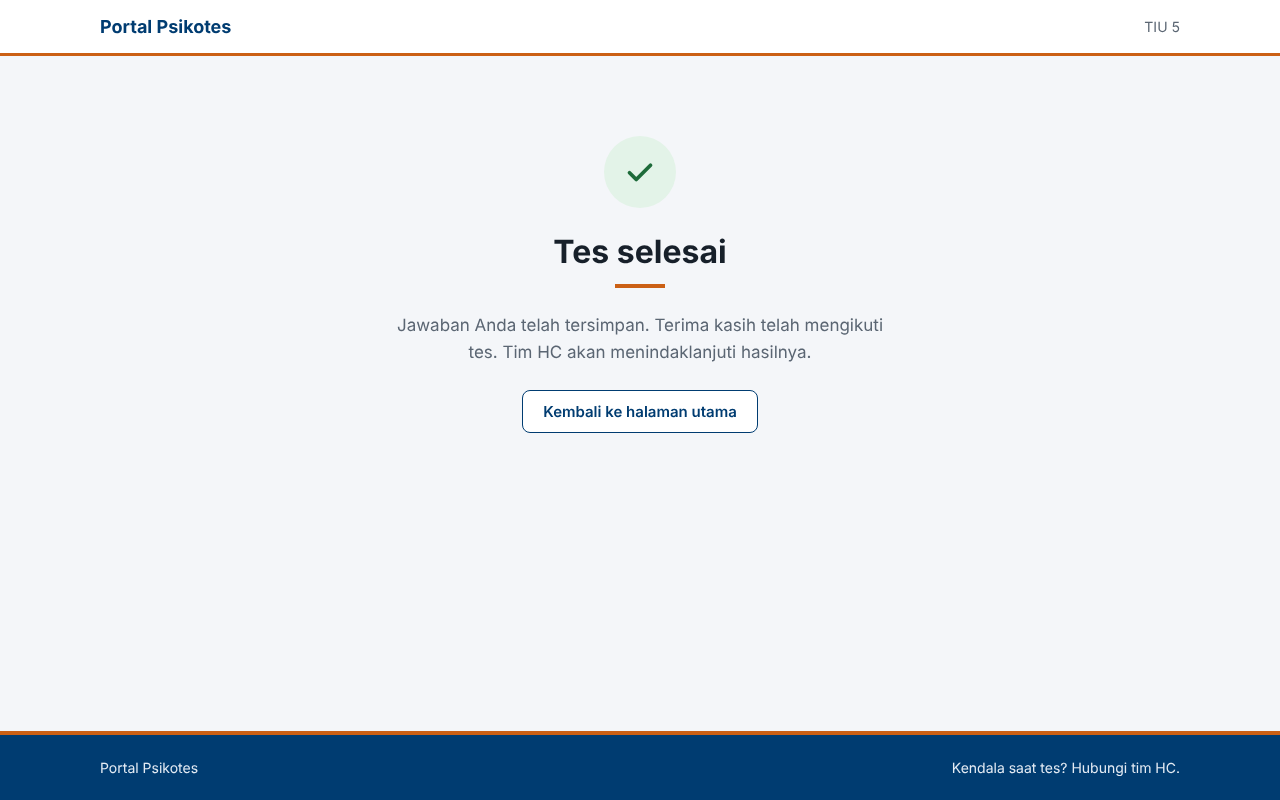 Portal Psikotes
TIU 5
Tes selesai
Jawaban Anda telah tersimpan. Terima kasih telah mengikuti
tes. Tim HC akan menindaklanjuti hasilnya.
Kembali ke halaman utama
Portal Psikotes
Kendala saat tes? Hubungi tim HC.